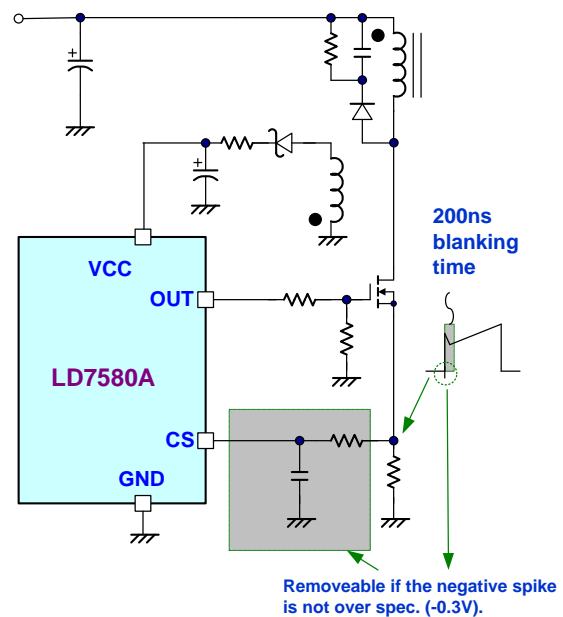 +
+
200ns
blanking
time
VCC
OUT
LD7580A
CS
GND
Removeable if the negative spike
is not over spec. (-0.3V).